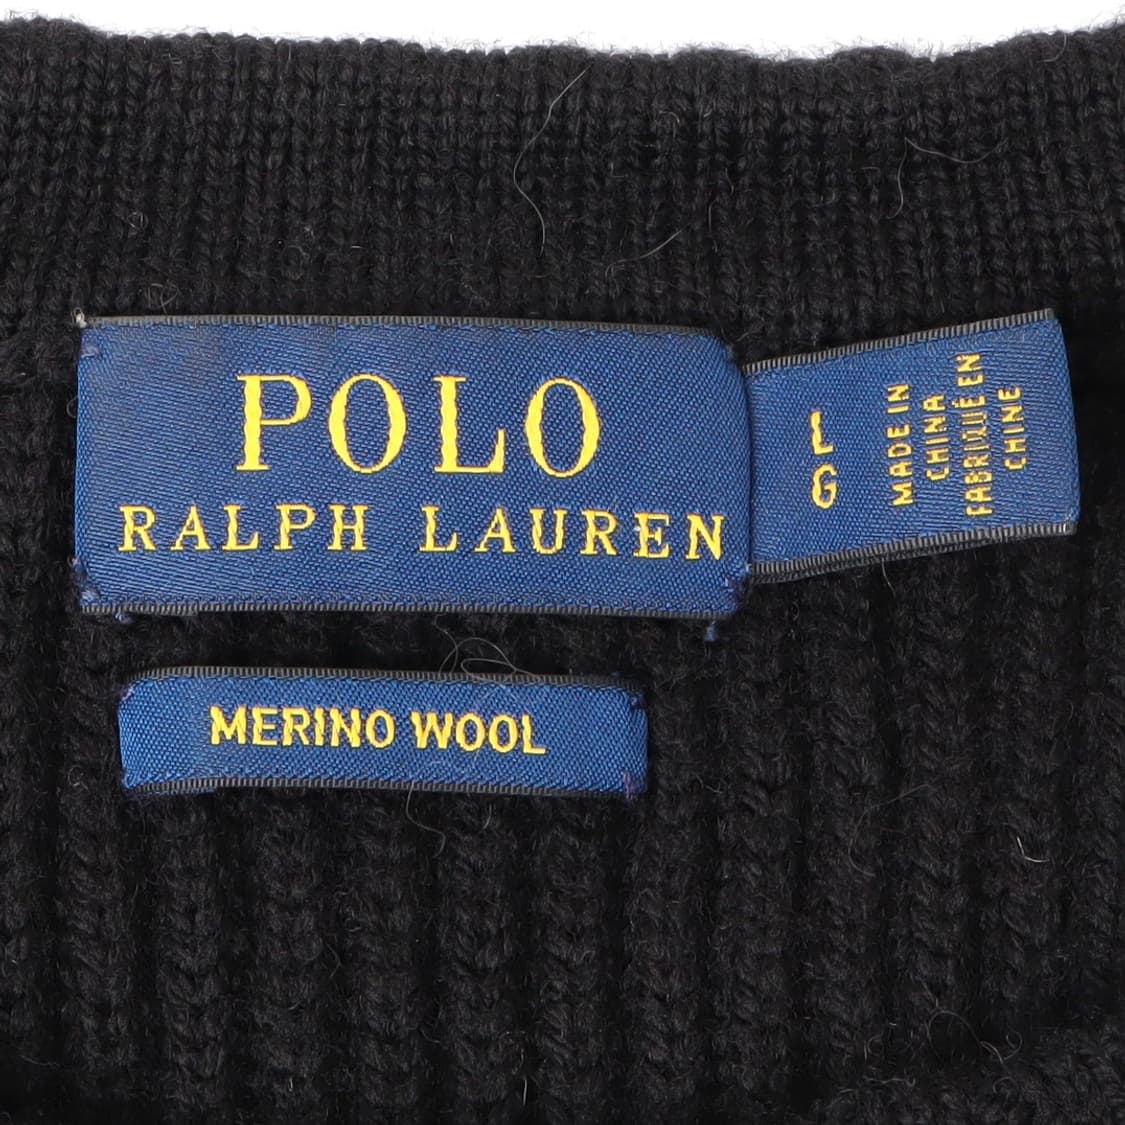 POLO
RALPH LAUREN
L
G
MADE IN
CHINA
FABRIQUÉ EN
CHINE
MERINO WOOL